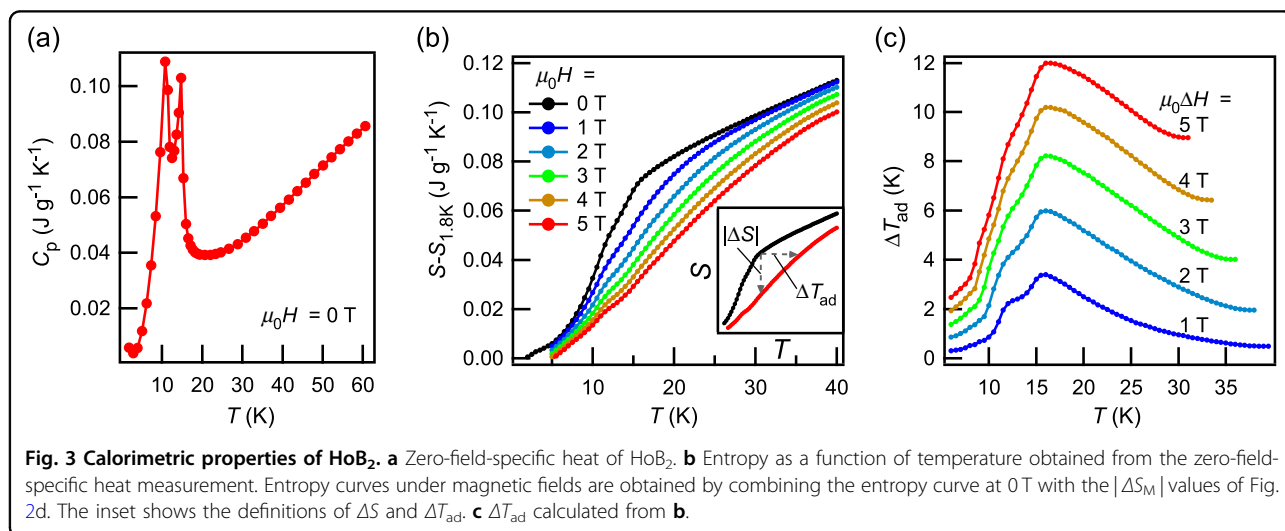 (a)
C_p (J g⁻¹ K⁻¹)
0.10
0.08
0.06
0.04
0.02
μ₀H = 0 T
10 20 30 40 50 60
T (K)
(b)
S-S_1.8K (J g⁻¹ K⁻¹)
0.12
0.10
0.08
0.06
0.04
0.02
0.00
μ₀H =
0 T
1 T
2 T
3 T
4 T
5 T
|ΔS|
S
ΔT_ad
T
10 20 30 40
T (K)
(c)
ΔT_ad (K)
12
10
8
6
4
2
0
μ₀ΔH =
5 T
4 T
3 T
2 T
1 T
10 15 20 25 30 35
T (K)
Fig. 3 Calorimetric properties of HoB₂. a Zero-field-specific heat of HoB₂. b Entropy as a function of temperature obtained from the zero-field-
specific heat measurement. Entropy curves under magnetic fields are obtained by combining the entropy curve at 0 T with the |ΔS_M| values of Fig.
2d. The inset shows the definitions of ΔS and ΔT_ad. c ΔT_ad calculated from b.